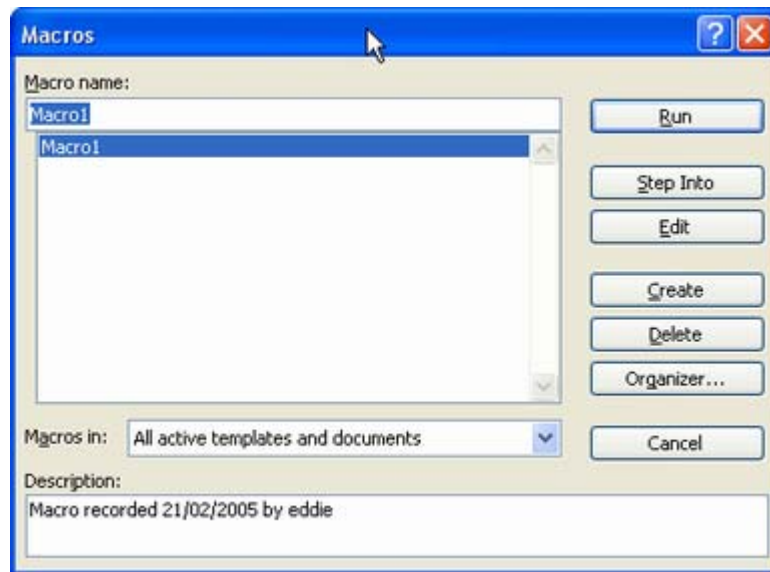 Macros
Macro name:
Macro1
Macro1
Run
Step Into
Edit
Create
Delete
Organizer...
Macros in: All active templates and documents
Cancel
Description:
Macro recorded 21/02/2005 by eddie